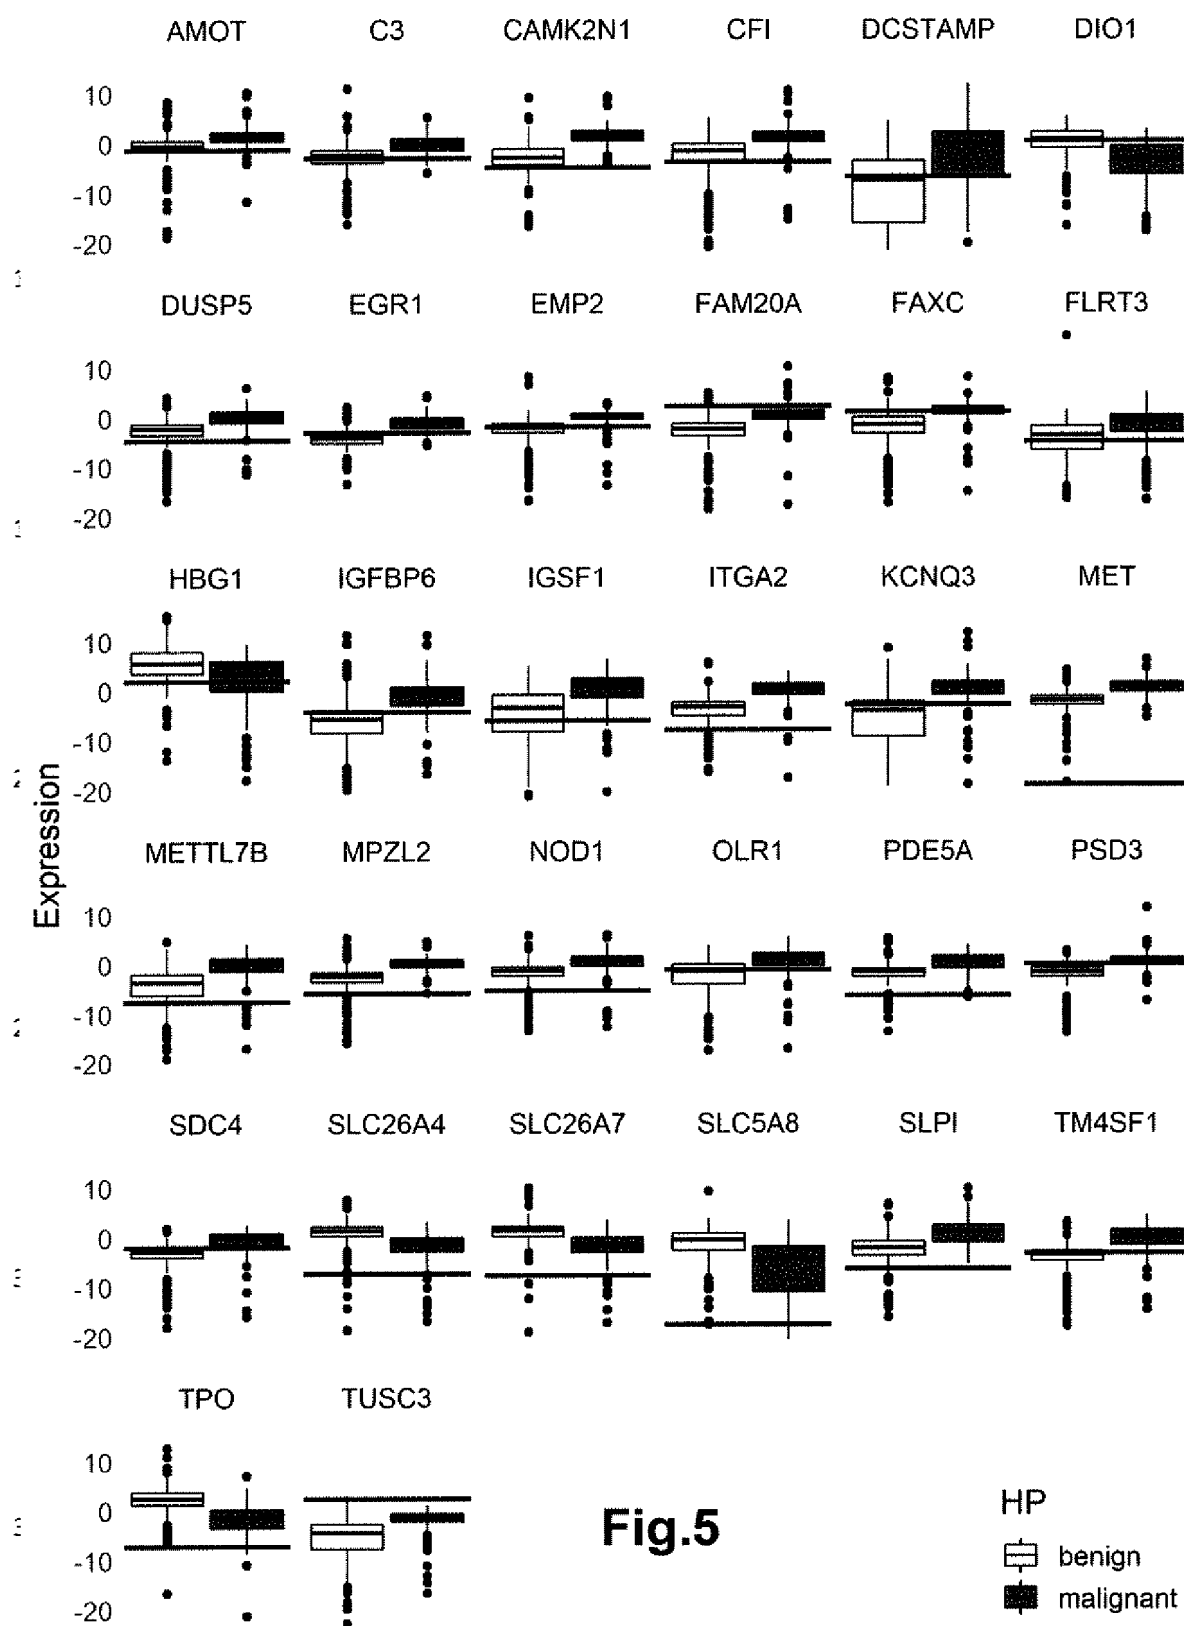 AMOT C3 CAMK2N1 CFI DCSTAMP DIO1
10
0
-10
-20
DUSP5 EGR1 EMP2 FAM20A FAXC FLRT3
10
0
-10
-20
HBG1 IGFBP6 IGSF1 ITGA2 KCNQ3 MET
10
0
-10
-20
Expression
METTL7B MPZL2 NOD1 OLR1 PDE5A PSD3
10
0
-10
-20
SDC4 SLC26A4 SLC26A7 SLC5A8 SLPI TM4SF1
10
0
-10
-20
TPO TUSC3
10
0
-10
-20
Fig.5
HP
benign
malignant